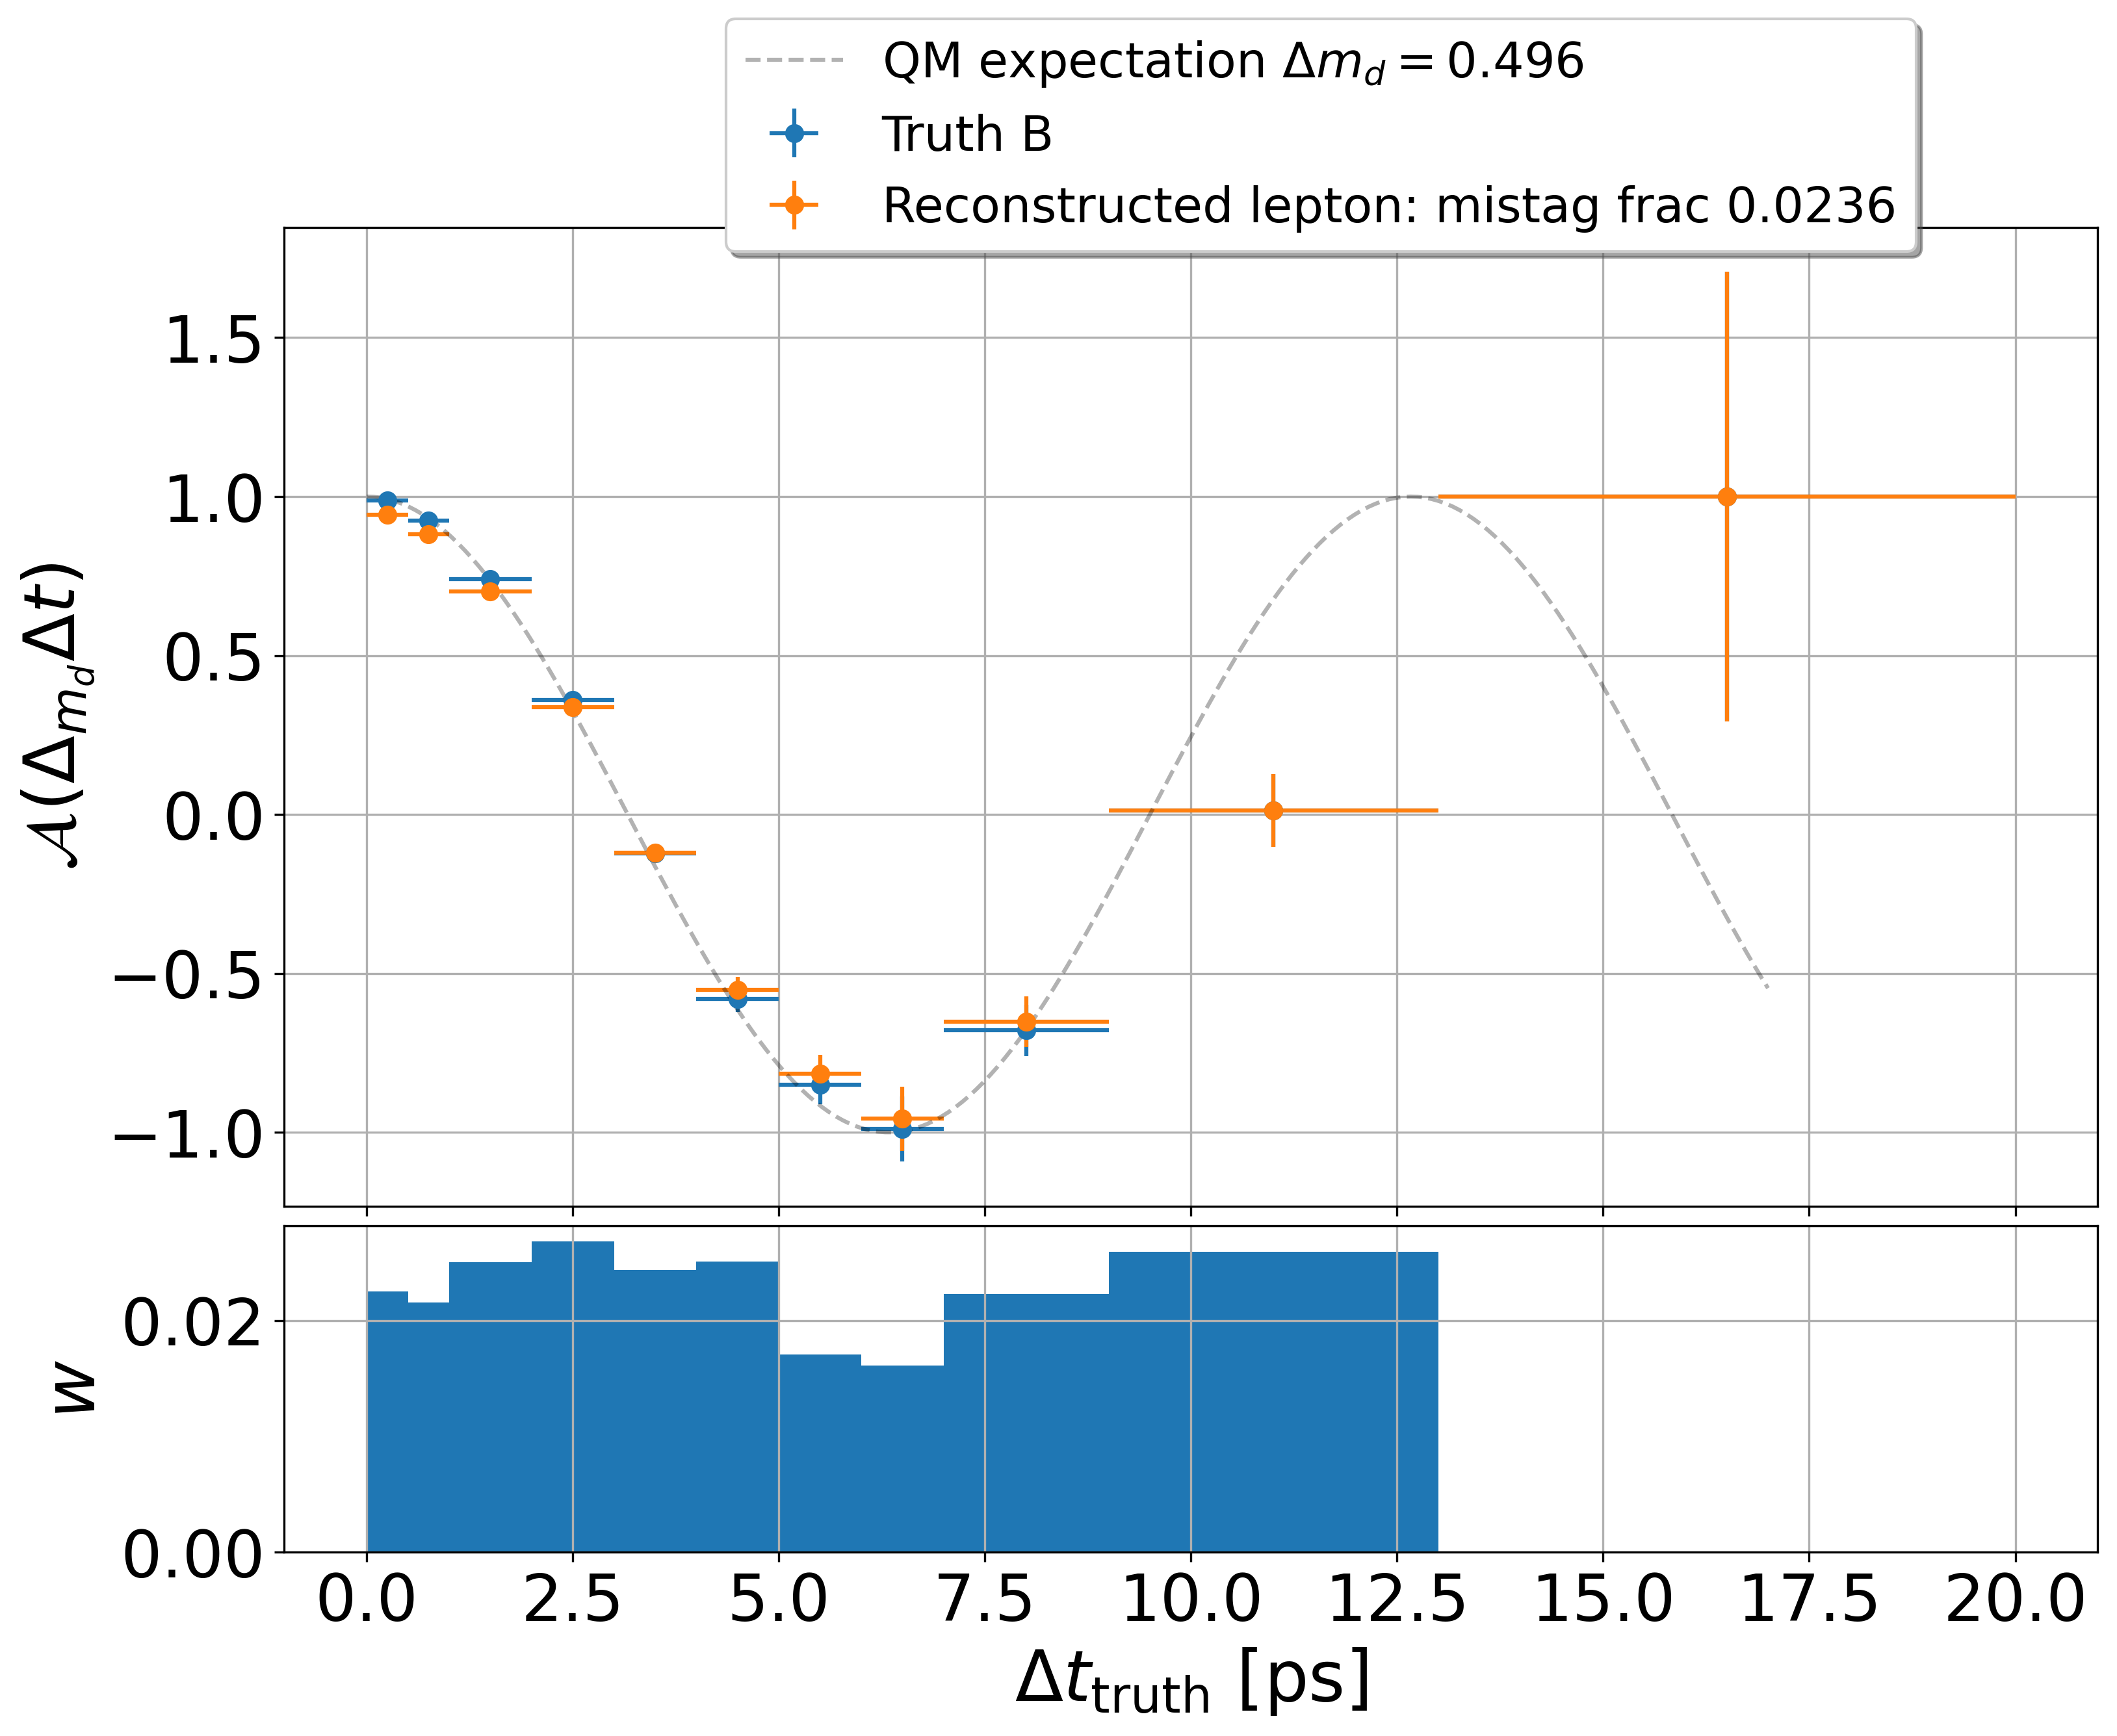 QM expectation Δm_d = 0.496
Truth B
Reconstructed lepton: mistag frac 0.0236
𝒜(Δ_{m_d}Δt)
1.5
1.0
0.5
0.0
−0.5
−1.0
w
0.02
0.00
0.0 2.5 5.0 7.5 10.0 12.5 15.0 17.5 20.0
Δt_truth [ps]